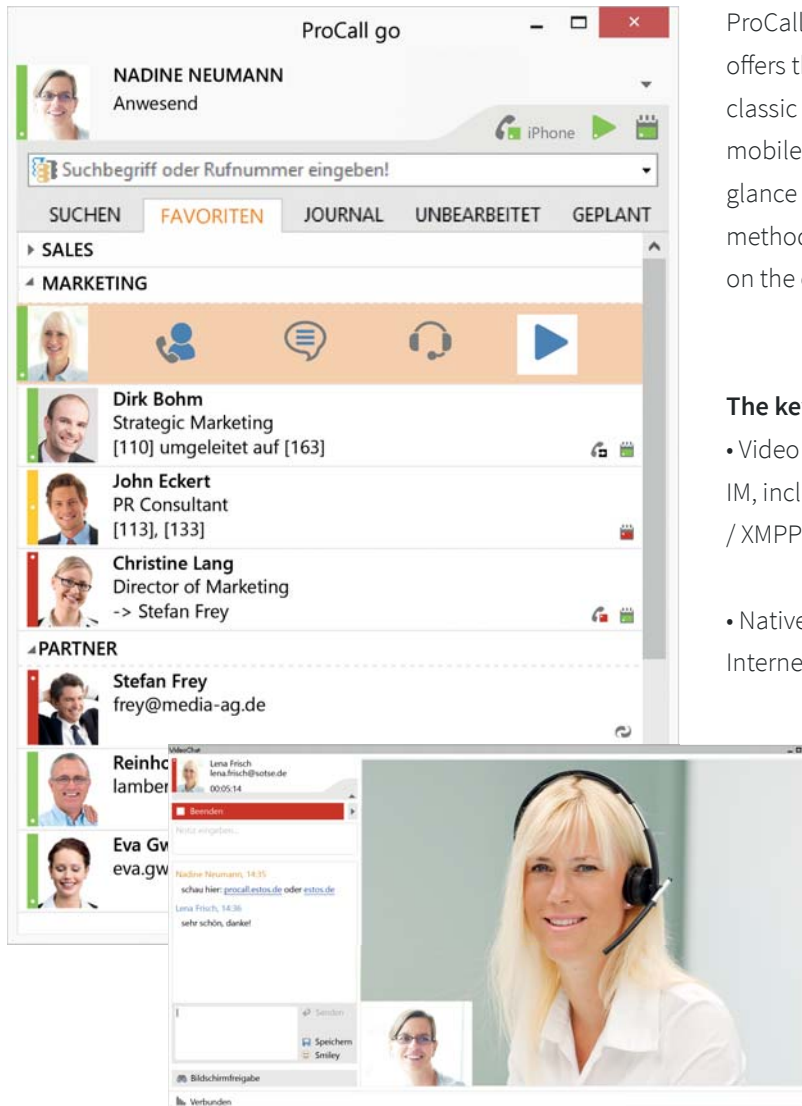 ProCall go
NADINE NEUMANN
Anwesend
iPhone
Suchbegriff oder Rufnummer eingeben!
SUCHEN FAVORITEN JOURNAL UNBEARBEITET GEPLANT
SALES
MARKETING
Dirk Bohm
Strategic Marketing
[110] umgeleitet auf [163]
John Eckert
PR Consultant
[113], [133]
Christine Lang
Director of Marketing
-> Stefan Frey
PARTNER
Stefan Frey
frey@media-ag.de
Reinho
lamber
Eva Gw
eva.gw
VideoChat
Lena Frisch
lena.frisch@sotse.de
00:05:14
Beenden
Notiz eingeben...
Nadine Neumann, 14:35
schau hier: procall.estos.de oder estos.de
Lena Frisch, 14:36
sehr schön, danke!
Senden
Speichern
Smiley
Bildschirmfreigabe
Verbunden
ProCall
offers th
classic
mobile
glance
method
on the
The ke
• Video
IM, incl
/ XMPP
• Native
Interne